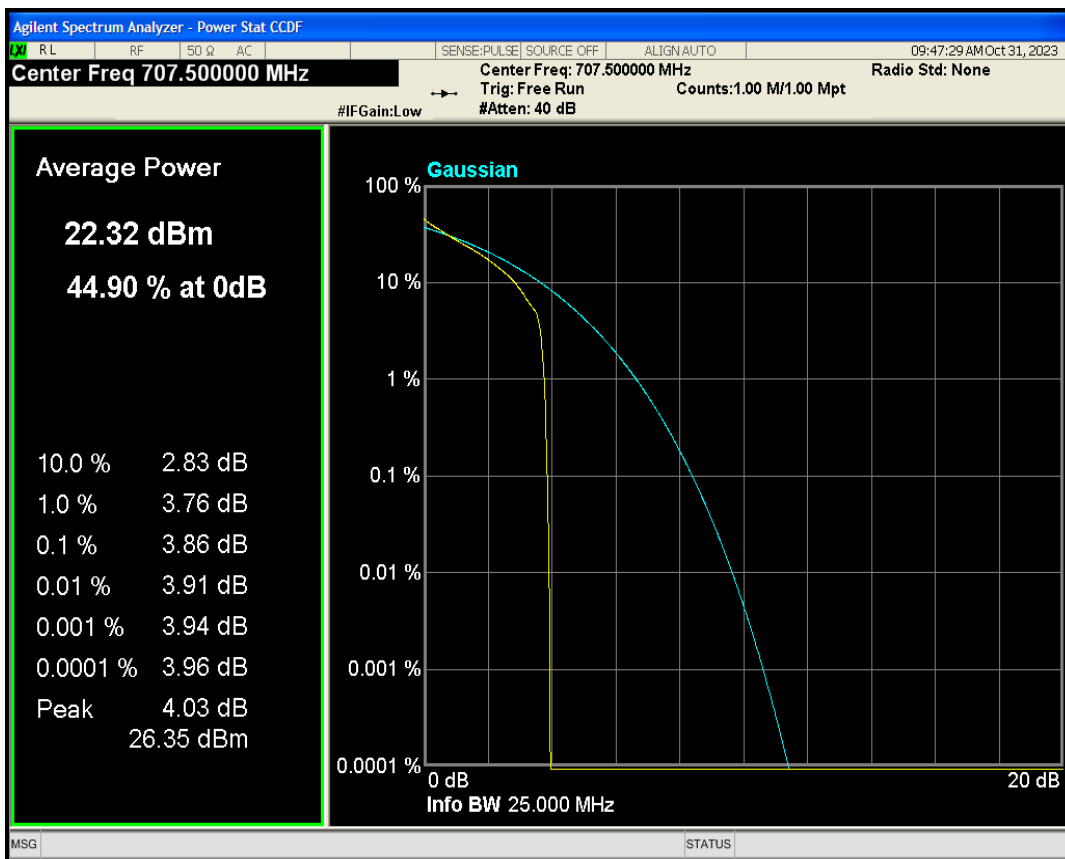 Agilent Spectrum Analyzer - Power Stat CCDF
LXI RL RF 50 Ω AC SENSE:PULSE SOURCE OFF ALIGN AUTO 09:47:29 AM Oct 31, 2023
Center Freq 707.500000 MHz
Center Freq: 707.500000 MHz Radio Std: None
Trig: Free Run Counts:1.00 M/1.00 Mpt
#IFGain:Low #Atten: 40 dB
Average Power
22.32 dBm
44.90 % at 0dB
10.0 % 2.83 dB
1.0 % 3.76 dB
0.1 % 3.86 dB
0.01 % 3.91 dB
0.001 % 3.94 dB
0.0001 % 3.96 dB
Peak 4.03 dB
26.35 dBm
Gaussian
100 %
10 %
1 %
0.1 %
0.01 %
0.001 %
0.0001 %
0 dB 20 dB
Info BW 25.000 MHz
MSG STATUS